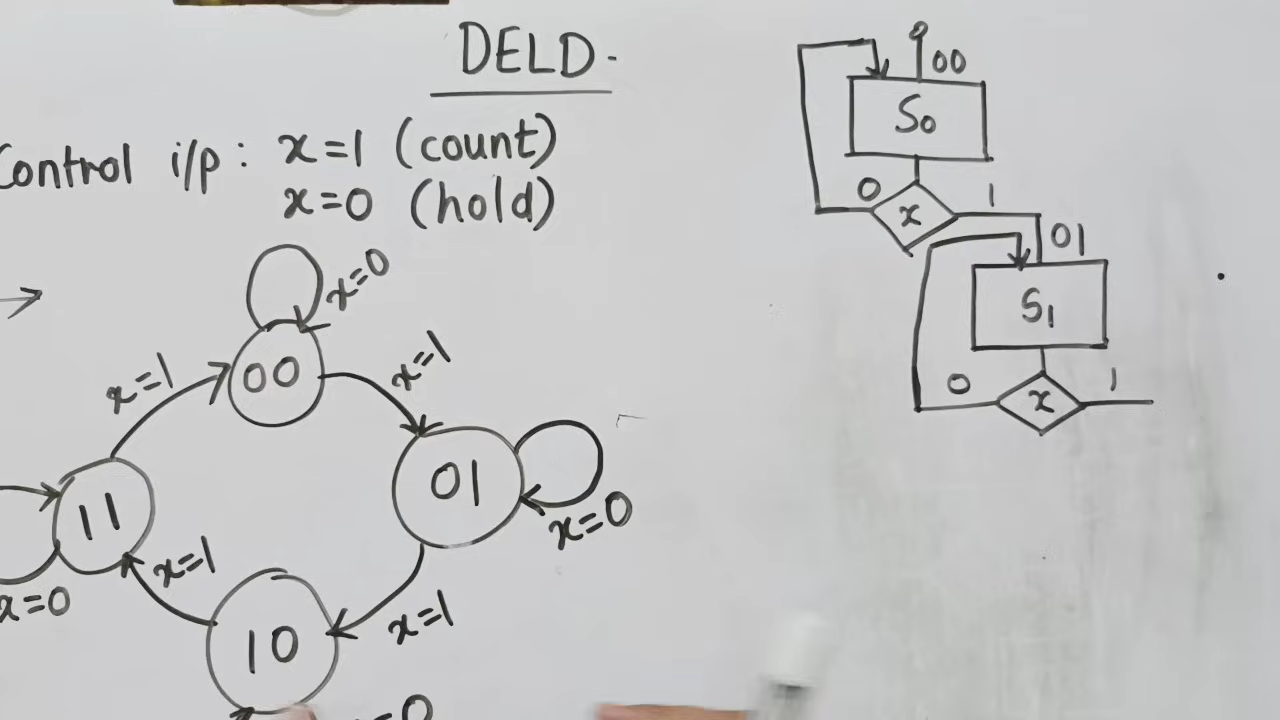 DELD.
Control i/p : x=1 (count)
x=0 (hold)
x=0
00
x=1
x=1
01
x=0
11
x=1
x=0
x=1
10
=0
00
S0
0
x
1
01
S1
0
x
1